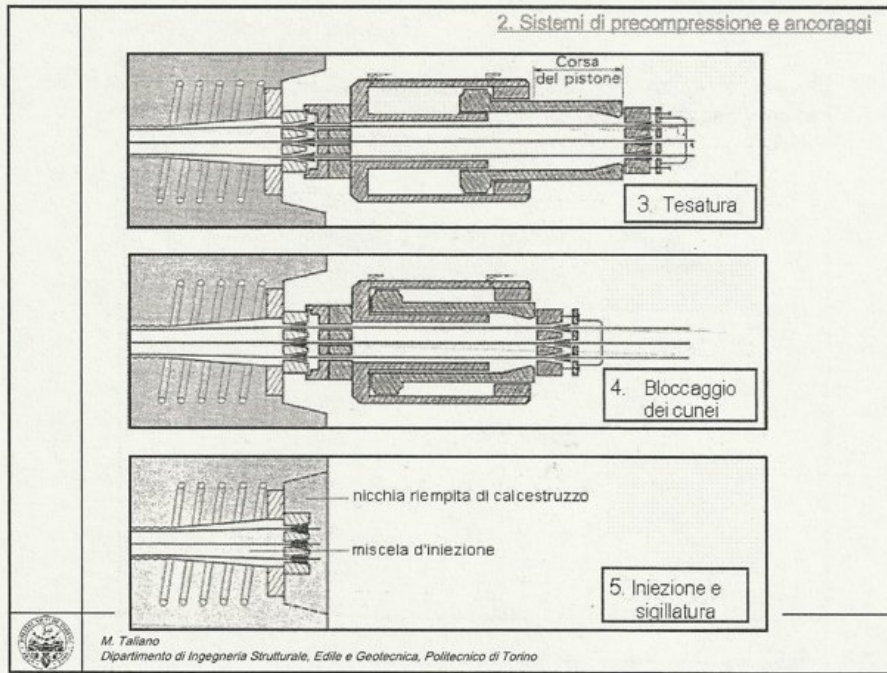 2. Sistemi di precompressione e ancoraggi
Corsa
del pistone
3. Tesatura
4. Bloccaggio
dei cunei
nicchia riempita di calcestruzzo
miscela d'iniezione
5. Iniezione e
sigillatura
M. Taliano
Dipartimento di Ingegneria Strutturale, Edile e Geotecnica, Politecnico di Torino